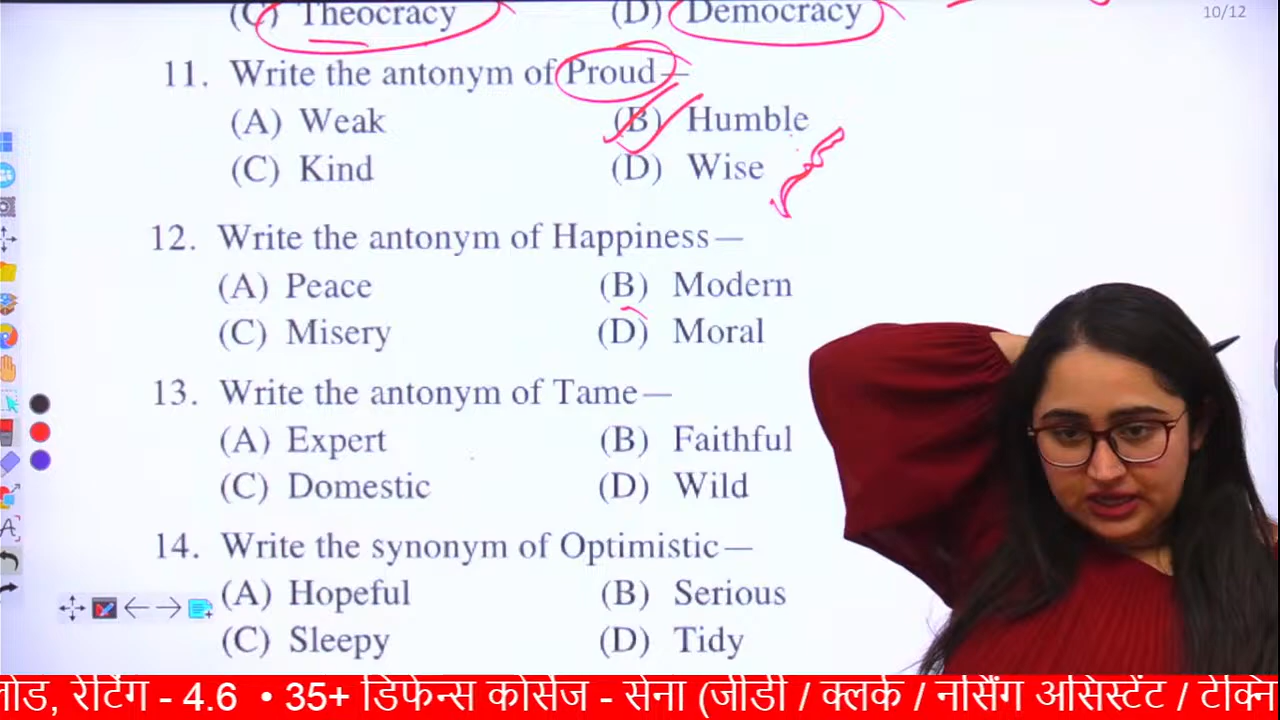 10/12
(C) Theocracy (D) Democracy
11. Write the antonym of Proud—
(A) Weak (B) Humble
(C) Kind (D) Wise
12. Write the antonym of Happiness—
(A) Peace (B) Modern
(C) Misery (D) Moral
13. Write the antonym of Tame—
(A) Expert (B) Faithful
(C) Domestic (D) Wild
14. Write the synonym of Optimistic—
(A) Hopeful (B) Serious
(C) Sleepy (D) Tidy
रेटिंग - 4.6 • 35+ डिफेन्स कोर्सेज - सेना (जीडी / क्लर्क / नर्सिंग असिस्टेंट /